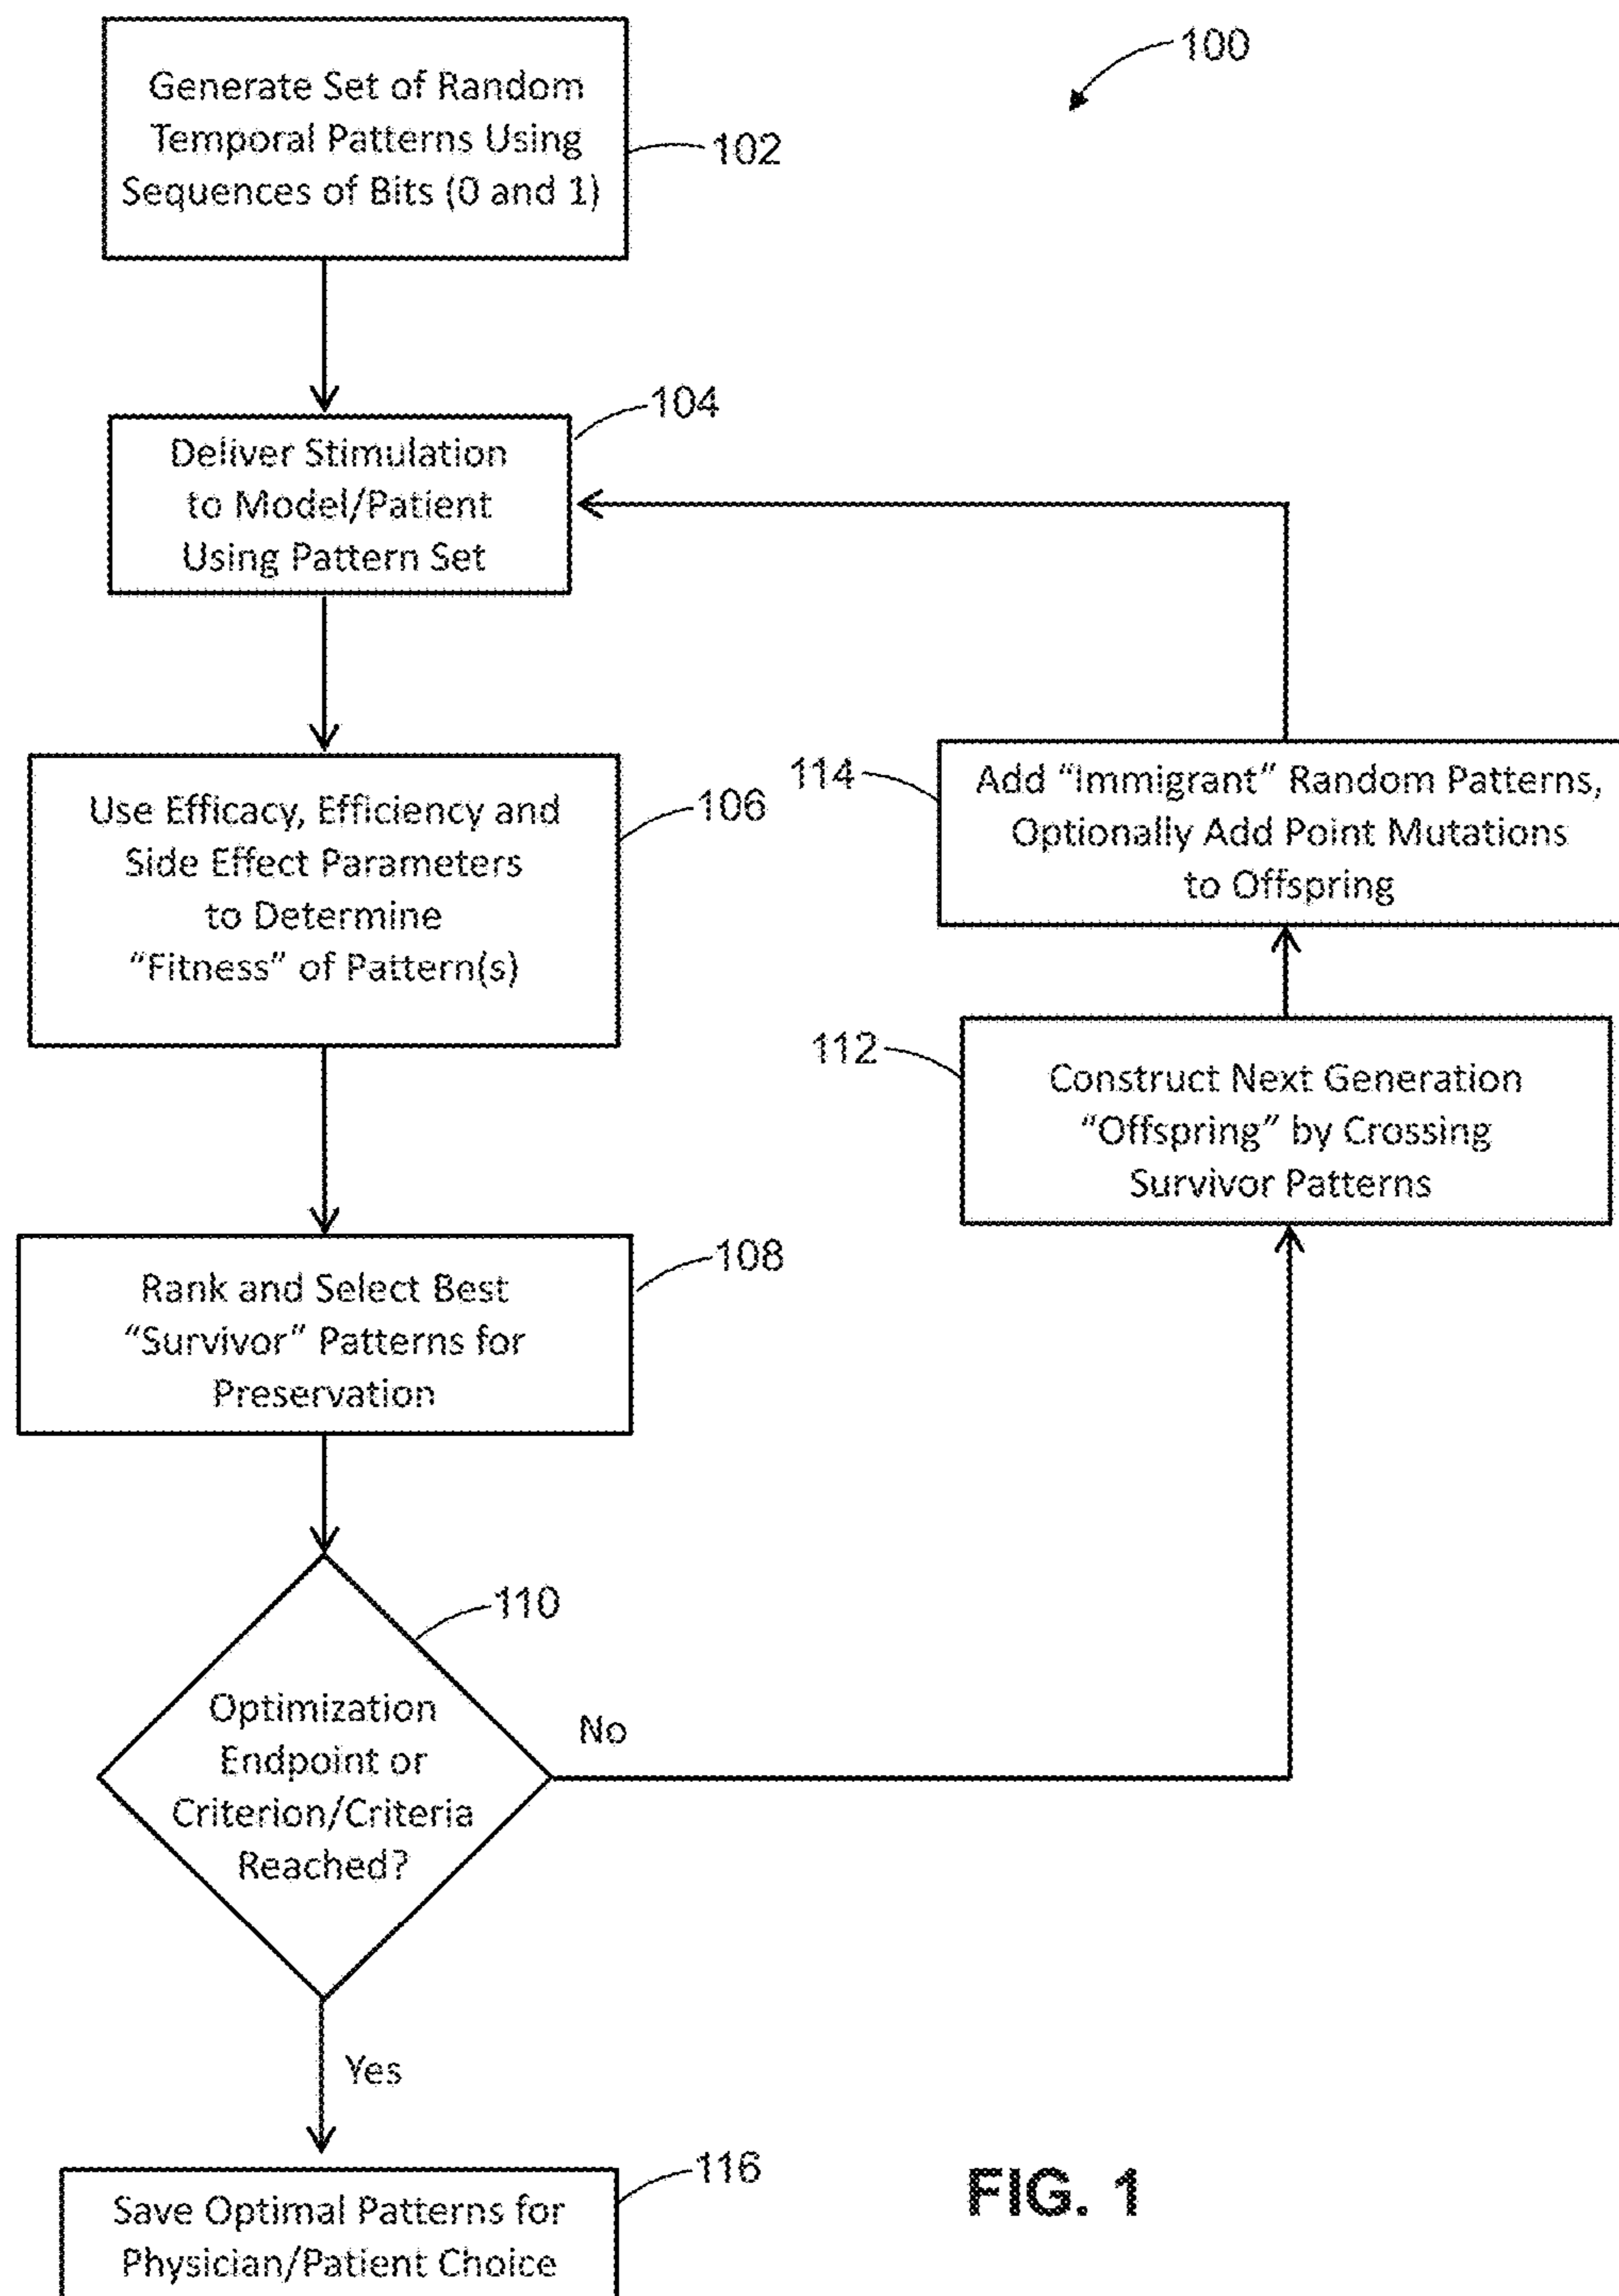 100
Generate Set of Random
Temporal Patterns Using
Sequences of Bits (0 and 1)
102
104
Deliver Stimulation
to Model/Patient
Using Pattern Set
106
Use Efficacy, Efficiency and
Side Effect Parameters
to Determine
“Fitness” of Pattern(s)
108
Rank and Select Best
“Survivor” Patterns for
Preservation
110
Optimization
Endpoint or
Criterion/Criteria
Reached?
No
112
Construct Next Generation
“Offspring” by Crossing
Survivor Patterns
114
Add “Immigrant” Random Patterns,
Optionally Add Point Mutations
to Offspring
Yes
116
Save Optimal Patterns for
Physician/Patient Choice
FIG. 1